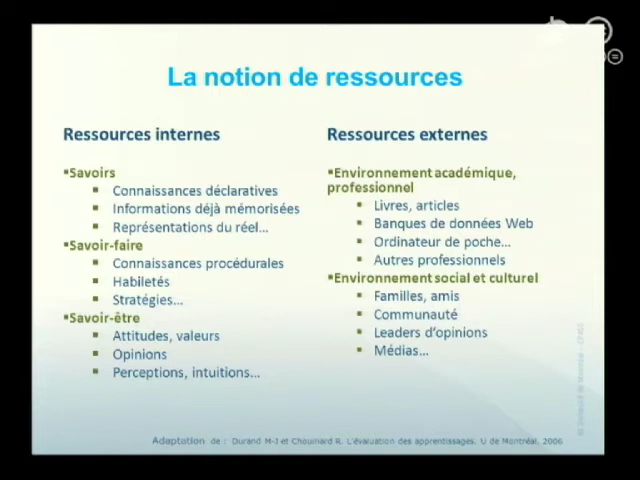 La notion de ressources
Ressources internes
▪Savoirs
▪ Connaissances déclaratives
▪ Informations déjà mémorisées
▪ Représentations du réel…
▪Savoir-faire
▪ Connaissances procédurales
▪ Habiletés
▪ Stratégies…
▪Savoir-être
▪ Attitudes, valeurs
▪ Opinions
▪ Perceptions, intuitions…
Ressources externes
▪Environnement académique,
professionnel
▪ Livres, articles
▪ Banques de données Web
▪ Ordinateur de poche…
▪ Autres professionnels
▪Environnement social et culturel
▪ Familles, amis
▪ Communauté
▪ Leaders d'opinions
▪ Médias…
Adaptation de : Durand M-J et Chouinard R. L'évaluation des apprentissages. U de Montréal, 2006